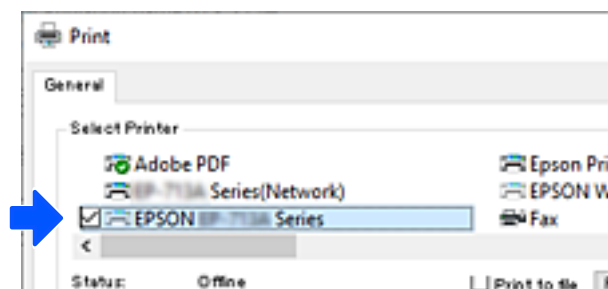 Print
General
Select Printer
Adobe PDF
Epson Pri
Series(Network)
EPSON W
EPSON Series
Fax
Status: Offline
Print to file